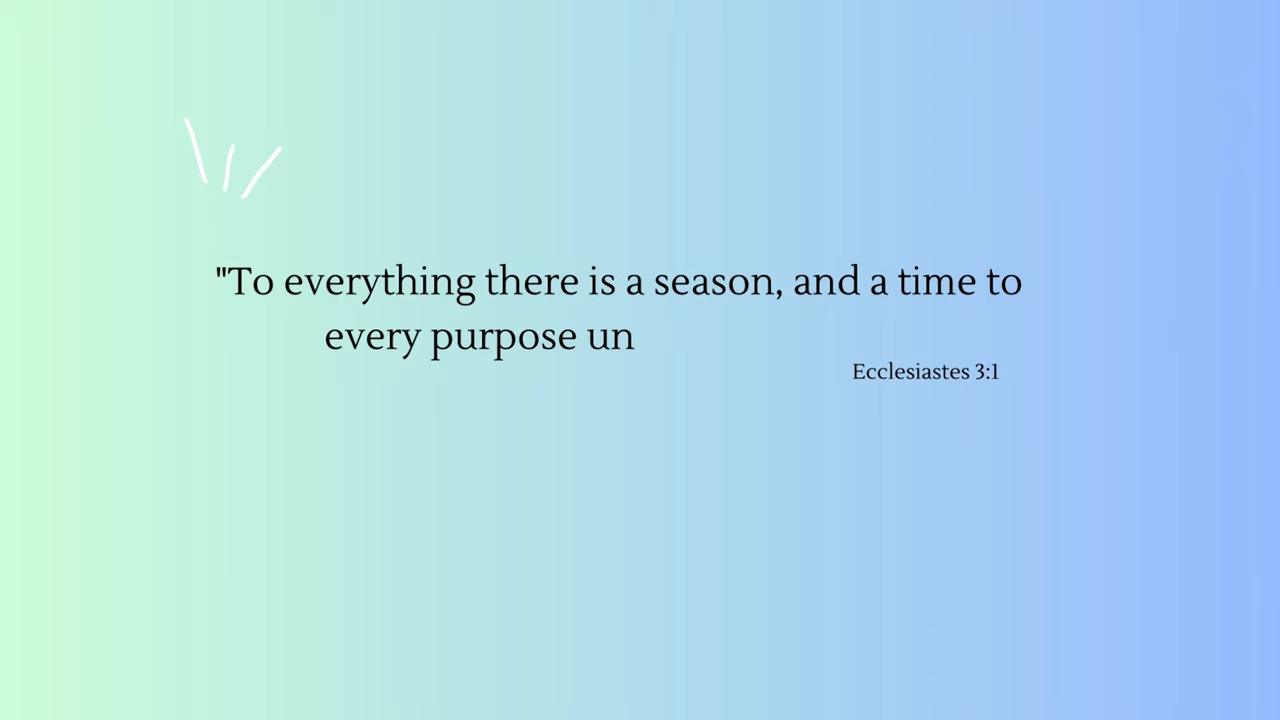 "To everything there is a season, and a time to
every purpose un
Ecclesiastes 3:1